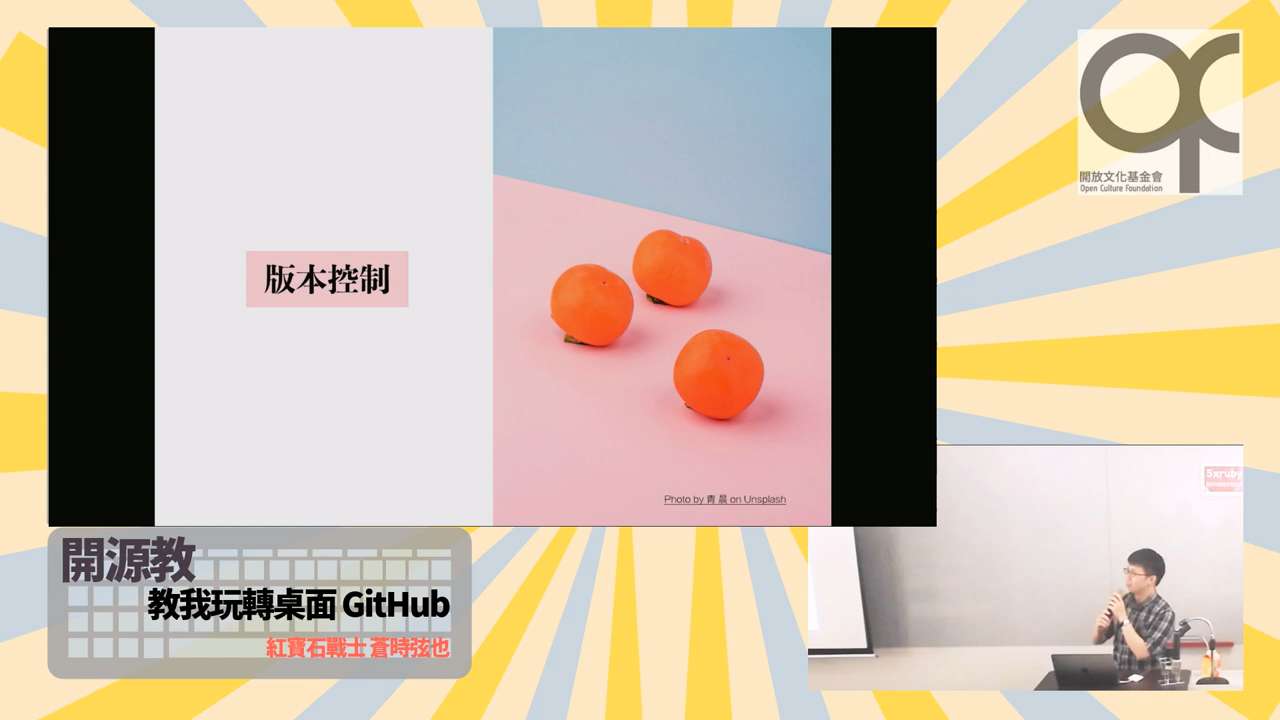 版本控制
Photo by 青 晨 on Unsplash
開放文化基金會
Open Culture Foundation
5xruby
開源教
教我玩轉桌面 GitHub
紅寶石戰士 蒼時弦也